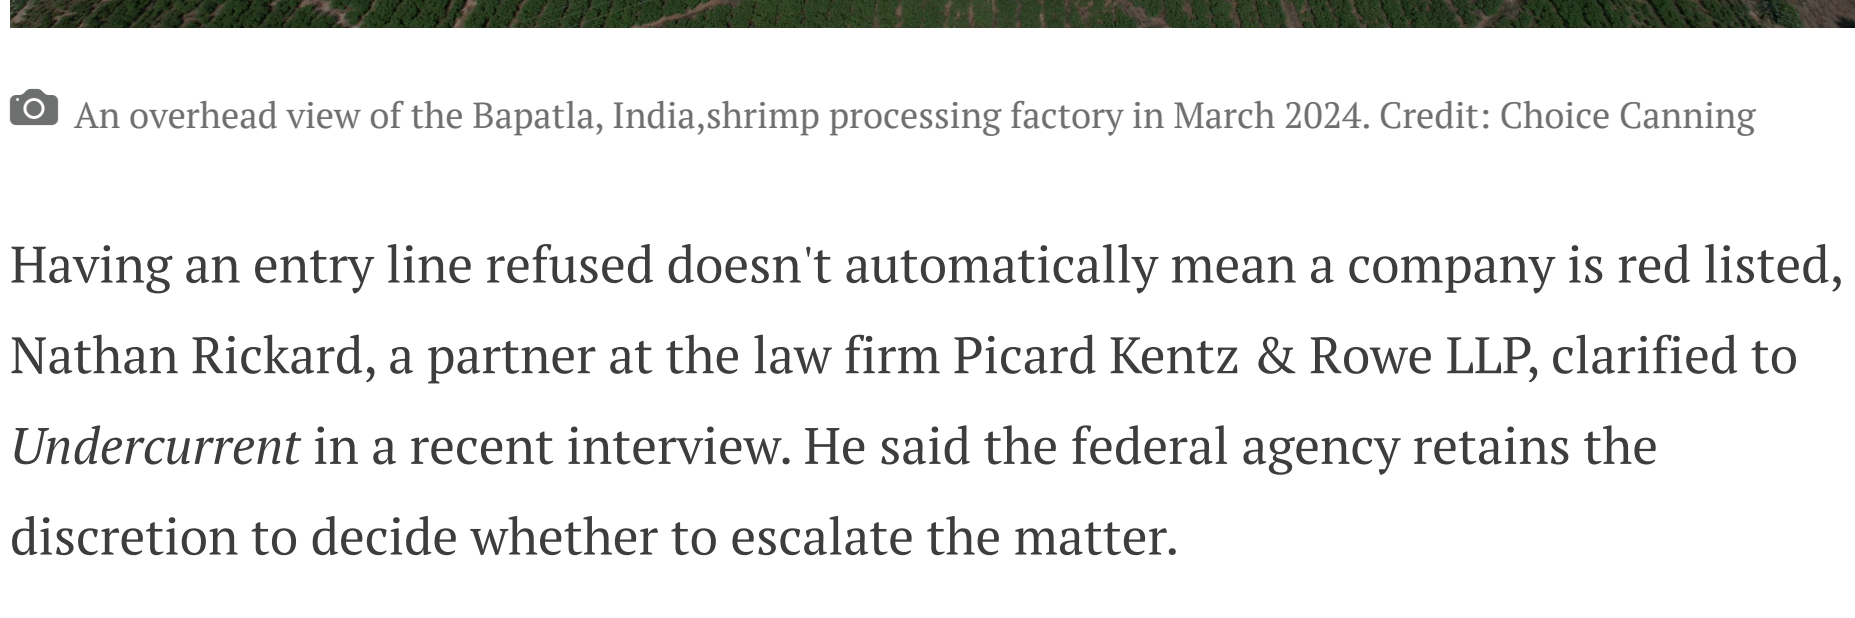 An overhead view of the Bapatla, India,shrimp processing factory in March 2024. Credit: Choice Canning
Having an entry line refused doesn't automatically mean a company is red listed,
Nathan Rickard, a partner at the law firm Picard Kentz & Rowe LLP, clarified to
Undercurrent in a recent interview. He said the federal agency retains the
discretion to decide whether to escalate the matter.